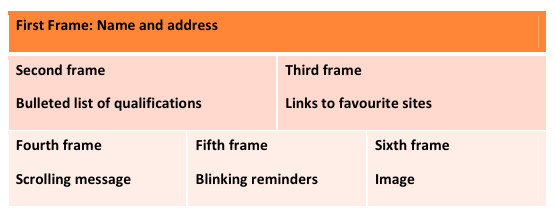 First Frame: Name and address
Second frame
Bulleted list of qualifications
Third frame
Links to favourite sites
Fourth frame
Scrolling message
Fifth frame
Blinking reminders
Sixth frame
Image